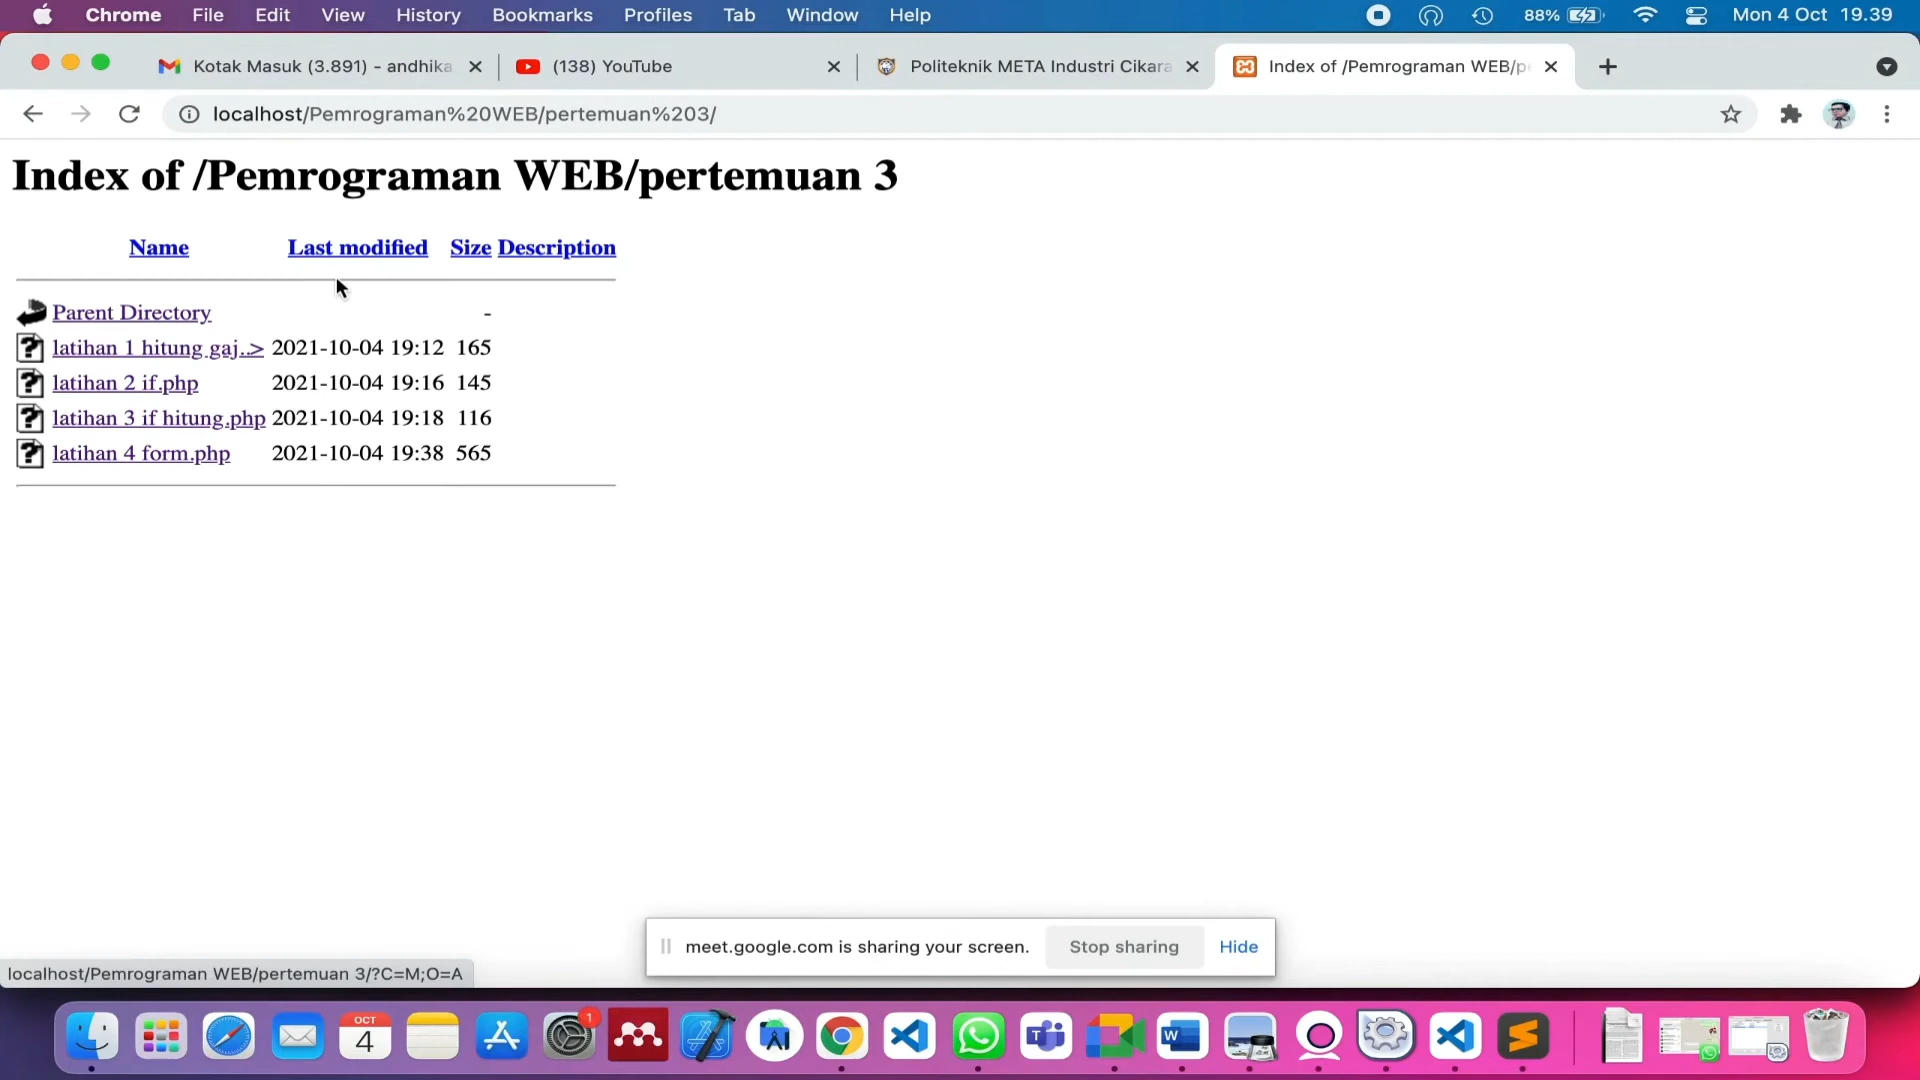 Chrome File Edit View History Bookmarks Profiles Tab Window Help 88% Mon 4 Oct 19.39
Kotak Masuk (3.891) - andhika (138) YouTube Politeknik META Industri Cikara Index of /Pemrograman WEB/pe
localhost/Pemrograman%20WEB/pertemuan%203/
Index of /Pemrograman WEB/pertemuan 3
Name Last modified Size Description
Parent Directory -
latihan 1 hitung gaj..> 2021-10-04 19:12 165
latihan 2 if.php 2021-10-04 19:16 145
latihan 3 if hitung.php 2021-10-04 19:18 116
latihan 4 form.php 2021-10-04 19:38 565
meet.google.com is sharing your screen. Stop sharing Hide
localhost/Pemrograman WEB/pertemuan 3/?C=M;O=A
OCT
4
1